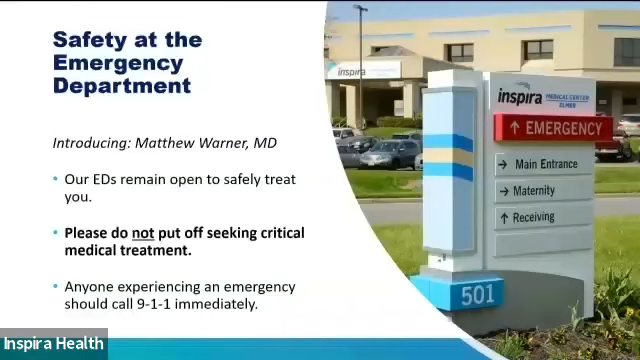 Safety at the
Emergency
Department
Introducing: Matthew Warner, MD
• Our EDs remain open to safely treat
you.
• Please do not put off seeking critical
medical treatment.
• Anyone experiencing an emergency
should call 9-1-1 immediately.
inspira
inspira MEDICAL CENTER
ELMER
↑ EMERGENCY
→ Main Entrance
→ Maternity
↑ Receiving
501
Inspira Health